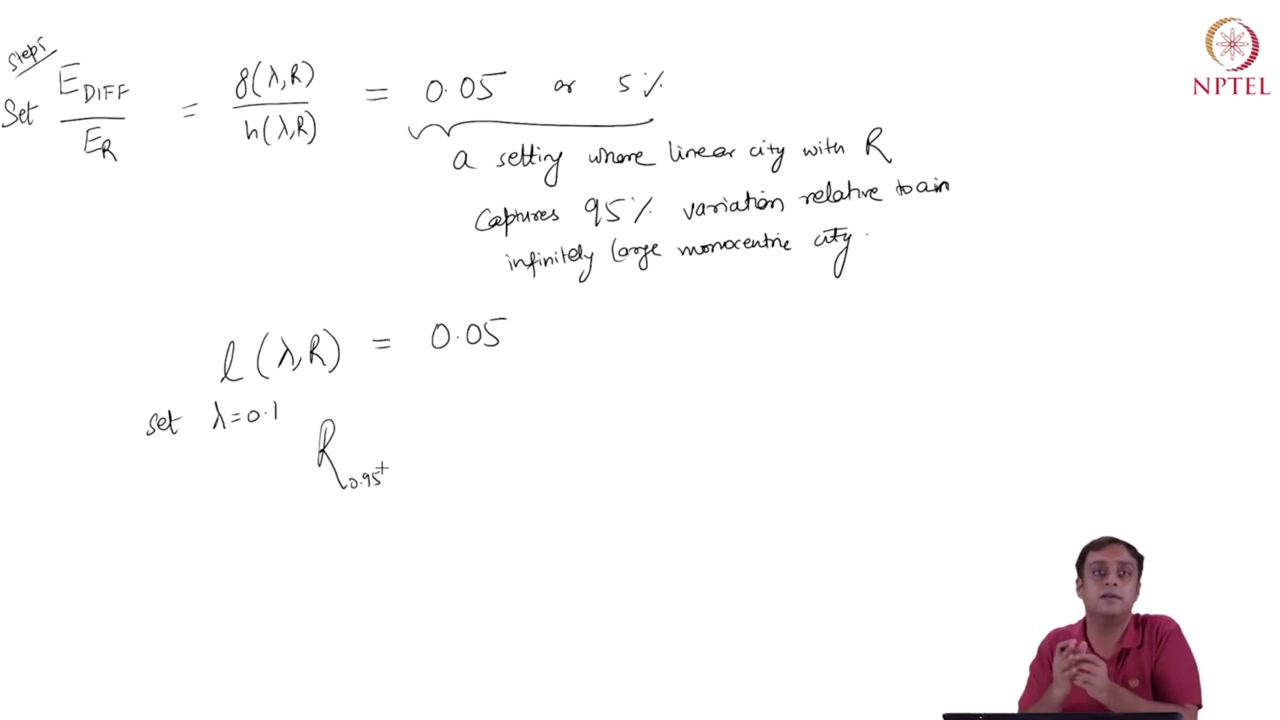 Steps
Set E_DIFF / E_R = g(λ,R) / h(λ,R) = 0.05 or 5%
a setting where linear city with R
captures 95% variation relative to an
infinitely large monocentric city.
l(λ,R) = 0.05
set λ=0.1
R_0.95+
NPTEL